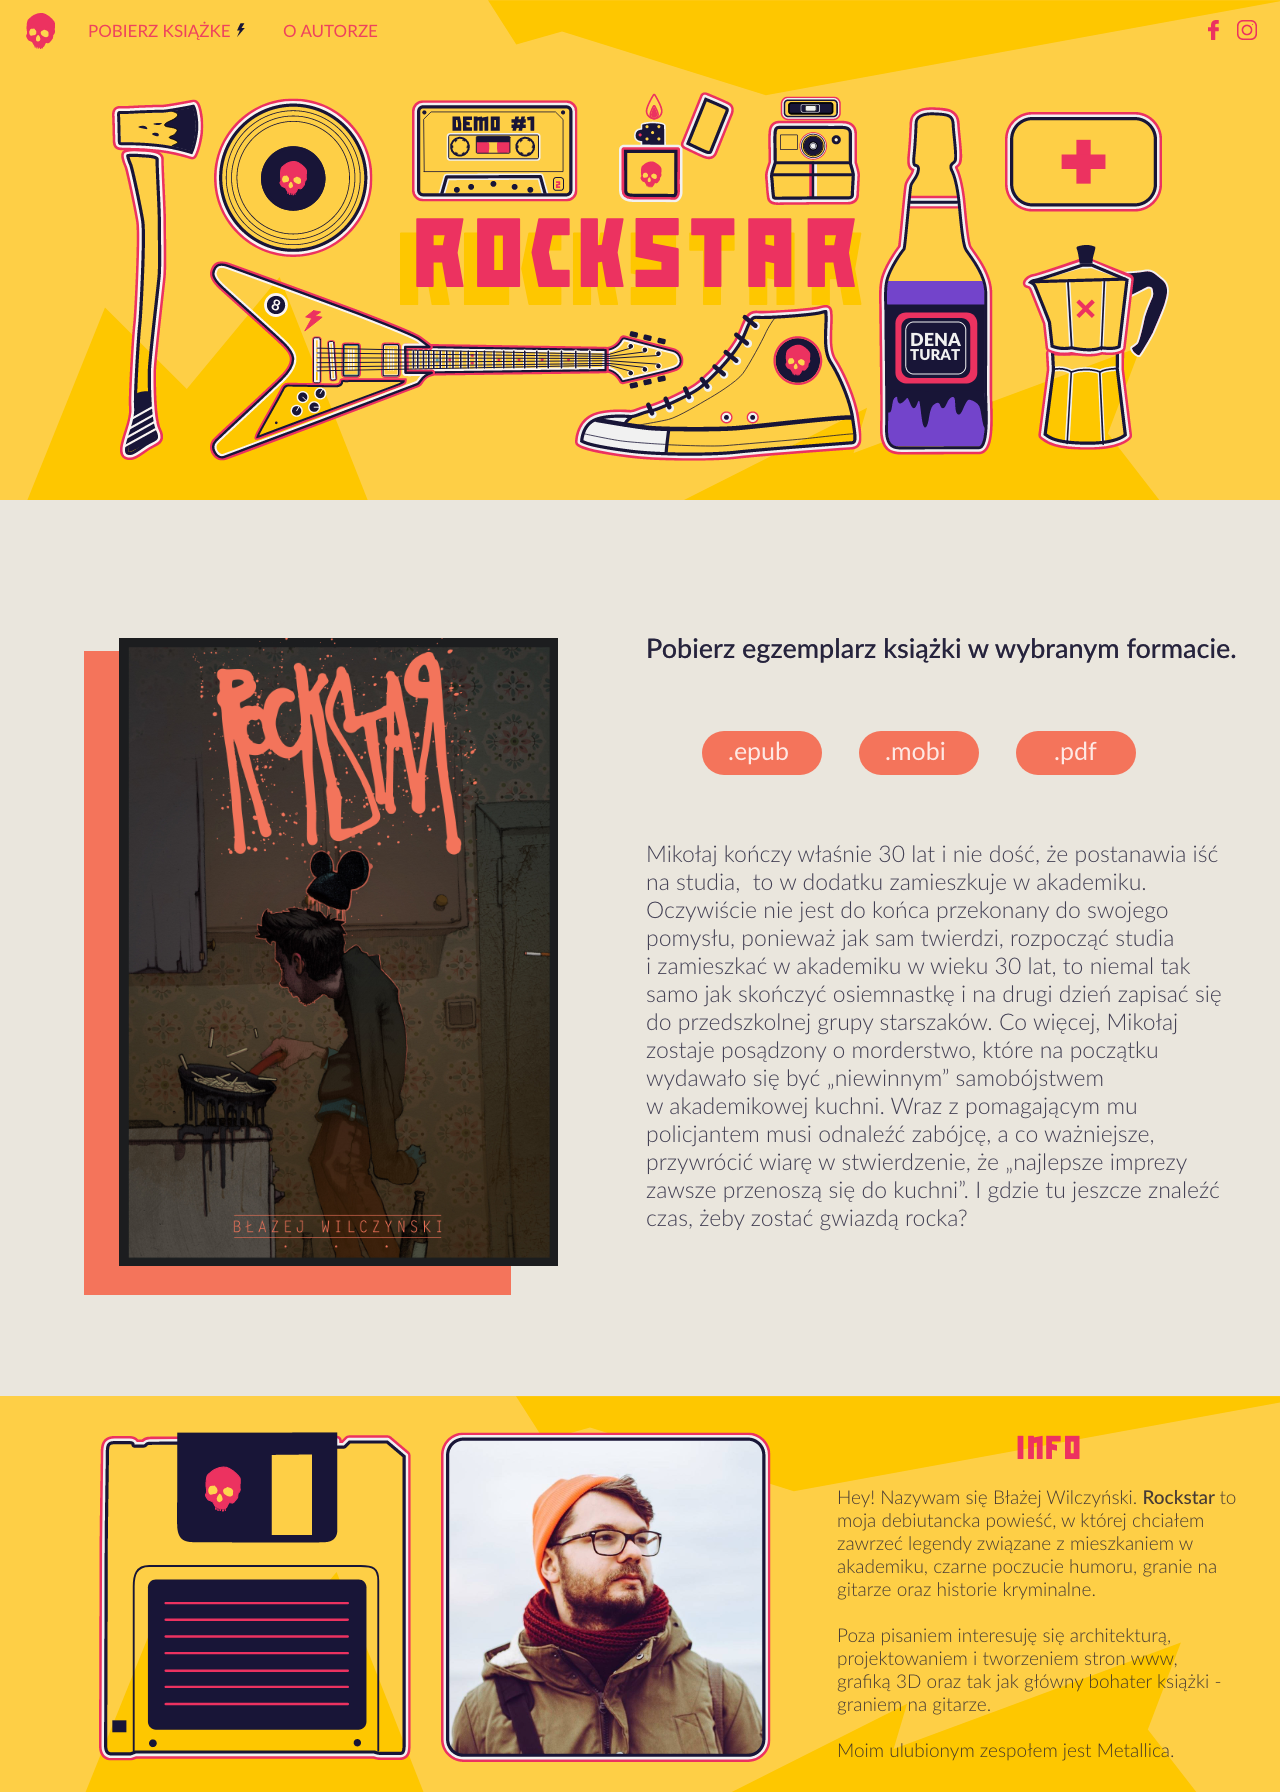 POBIERZ KSIĄŻKE
O AUTORZE
DEMO #1
ROCKSTAR
8
DENA
TURAT
ROCKSTAR
BŁAŻEJ WILCZYŃSKI
Pobierz egzemplarz książki w wybranym formacie.
.epub
.mobi
.pdf
Mikołaj kończy właśnie 30 lat i nie dość, że postanawia iść
na studia,  to w dodatku zamieszkuje w akademiku.
Oczywiście nie jest do końca przekonany do swojego
pomysłu, ponieważ jak sam twierdzi, rozpocząć studia
i zamieszkać w akademiku w wieku 30 lat, to niemal tak
samo jak skończyć osiemnastkę i na drugi dzień zapisać się
do przedszkolnej grupy starszaków. Co więcej, Mikołaj
zostaje posądzony o morderstwo, które na początku
wydawało się być „niewinnym” samobójstwem
w akademikowej kuchni. Wraz z pomagającym mu
policjantem musi odnaleźć zabójcę, a co ważniejsze,
przywrócić wiarę w stwierdzenie, że „najlepsze imprezy
zawsze przenoszą się do kuchni”. I gdzie tu jeszcze znaleźć
czas, żeby zostać gwiazdą rocka?
INFO
Hey! Nazywam się Błażej Wilczyński. Rockstar to
moja debiutancka powieść, w której chciałem
zawrzeć legendy związane z mieszkaniem w
akademiku, czarne poczucie humoru, granie na
gitarze oraz historie kryminalne.
Poza pisaniem interesuję się architekturą,
projektowaniem i tworzeniem stron www,
grafiką 3D oraz tak jak główny bohater książki -
graniem na gitarze.
Moim ulubionym zespołem jest Metallica.